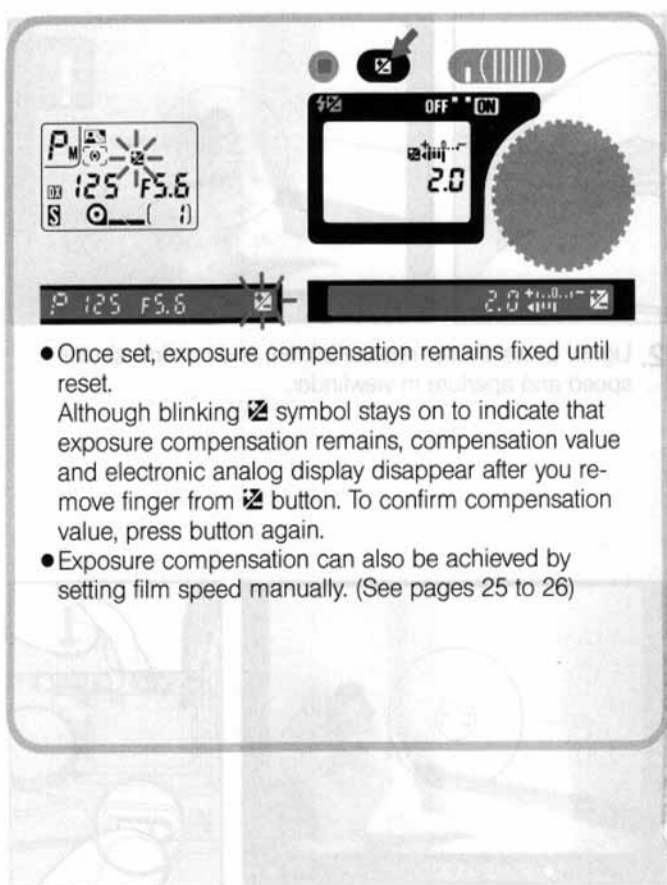 OFF ON
2.0
PM
DX 125 F5.6
S ( 1)
P 125 F5.6
2.0
● Once set, exposure compensation remains fixed until
reset.
Although blinking symbol stays on to indicate that
exposure compensation remains, compensation value
and electronic analog display disappear after you re-
move finger from button. To confirm compensation
value, press button again.
● Exposure compensation can also be achieved by
setting film speed manually. (See pages 25 to 26)